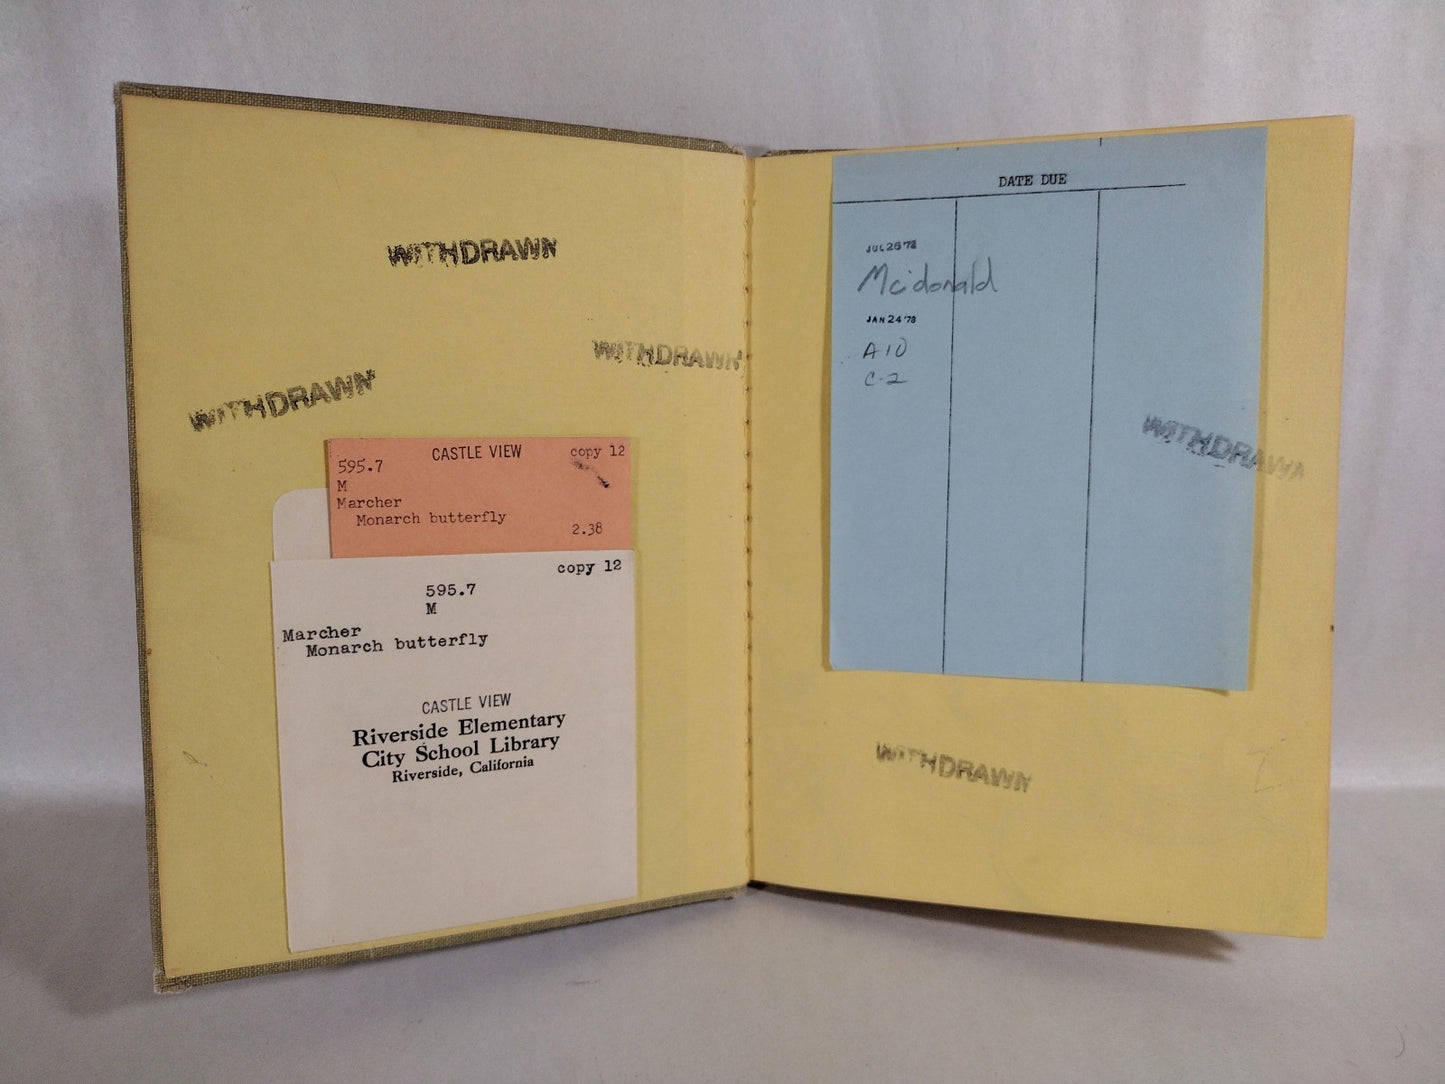 WITHDRAWN
WITHDRAWN
WITHDRAWN
CASTLE VIEW copy 12
595.7
M
Marcher
Monarch butterfly
2.38
copy 12
595.7
M
Marcher
Monarch butterfly
CASTLE VIEW
Riverside Elementary
City School Library
Riverside, California
DATE DUE
JUL 26 '78
Mcdonald
JAN 24 '78
A10
C-2
WITHDRAWN
WITHDRAWN